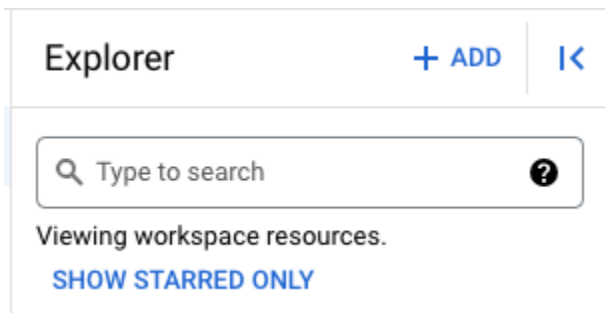 Explorer + ADD
Type to search ?
Viewing workspace resources.
SHOW STARRED ONLY